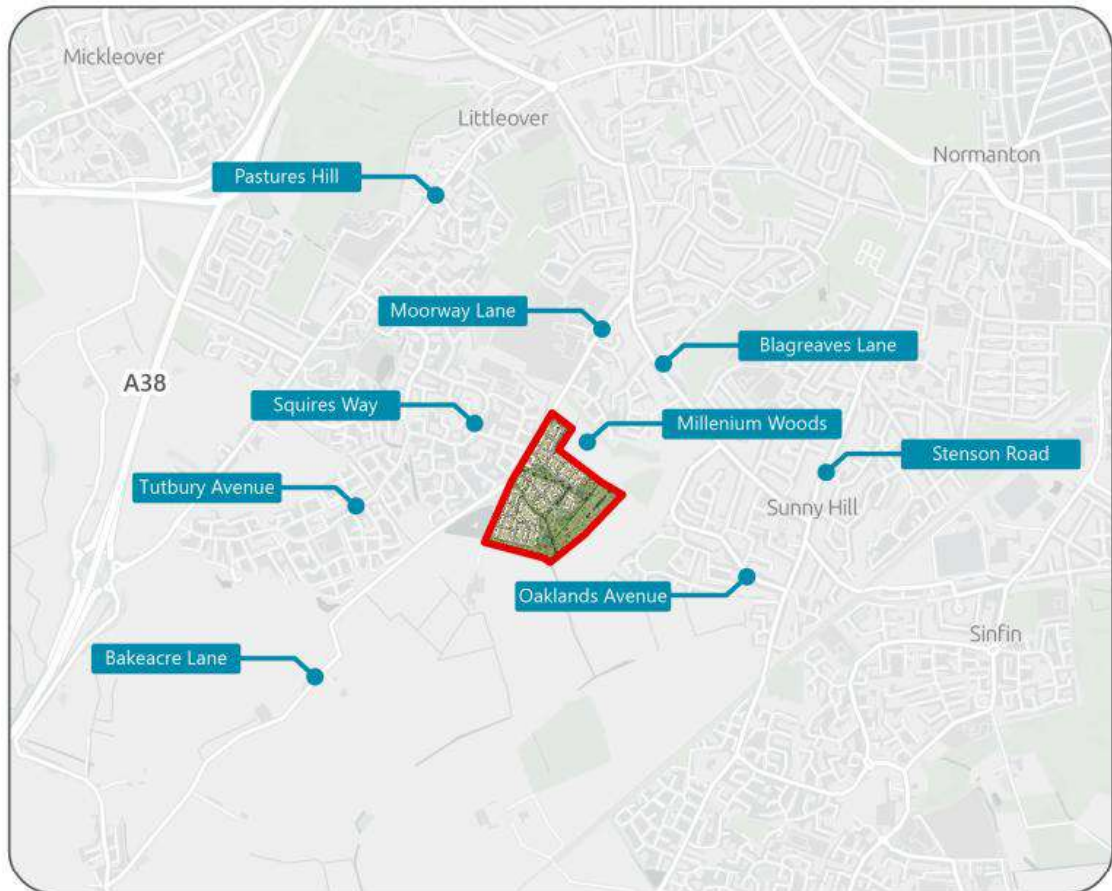 Mickleover
Littleover
Normanton
Pastures Hill
Moorway Lane
Blagreaves Lane
A38
Squires Way
Millenium Woods
Stenson Road
Tutbury Avenue
Sunny Hill
Oaklands Avenue
Sinfin
Bakeacre Lane